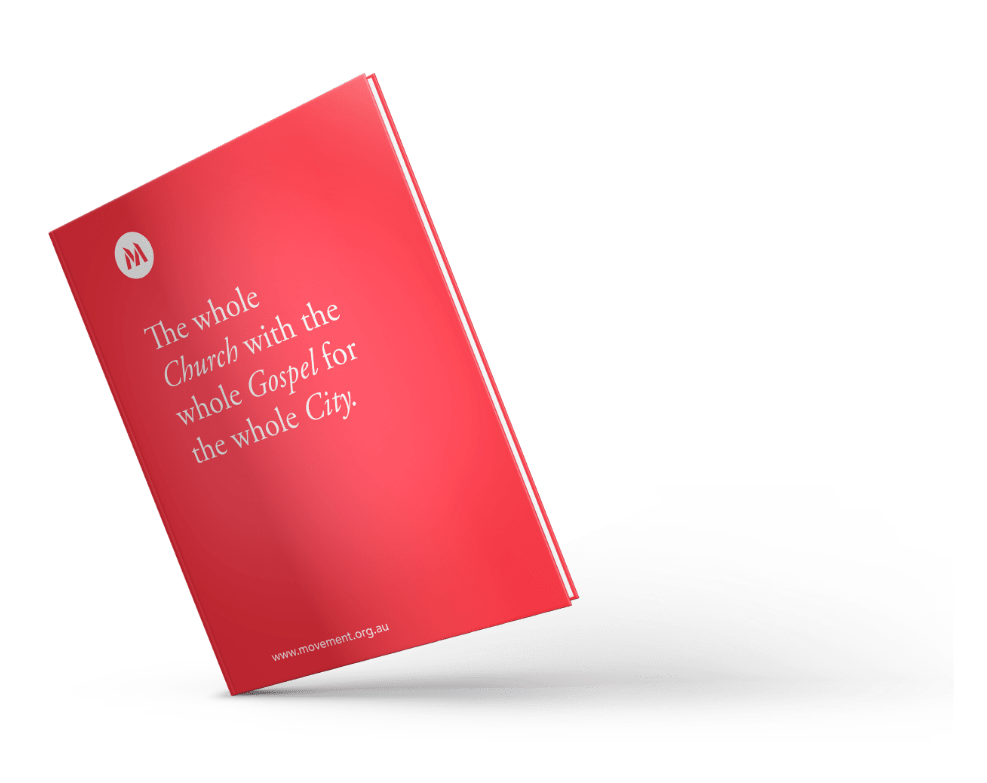 M
The whole
Church with the
whole Gospel for
the whole City.
www.movement.org.au